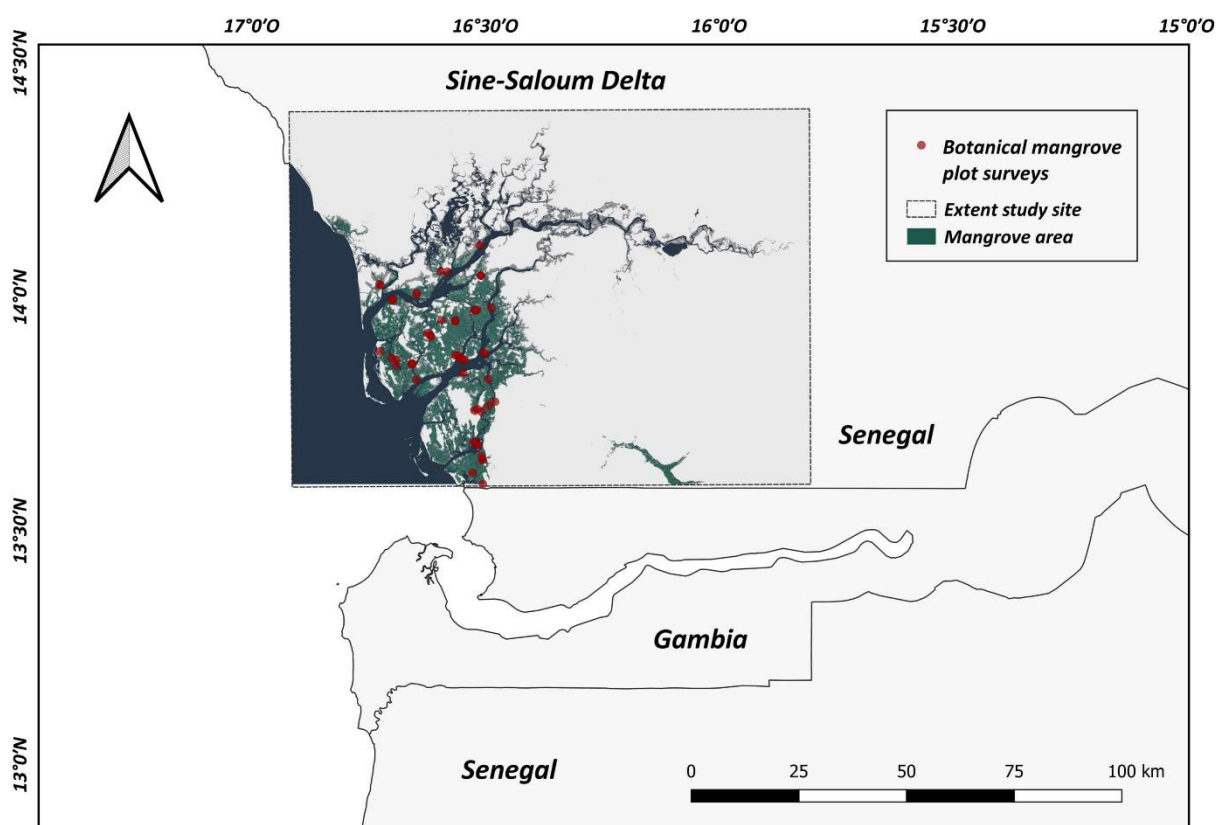 17°0'O 16°30'O 16°0'O 15°30'O 15°0'O
14°30'N
Sine-Saloum Delta
Botanical mangrove
plot surveys
Extent study site
Mangrove area
14°0'N
Senegal
13°30'N
Gambia
13°0'N
Senegal
0 25 50 75 100 km